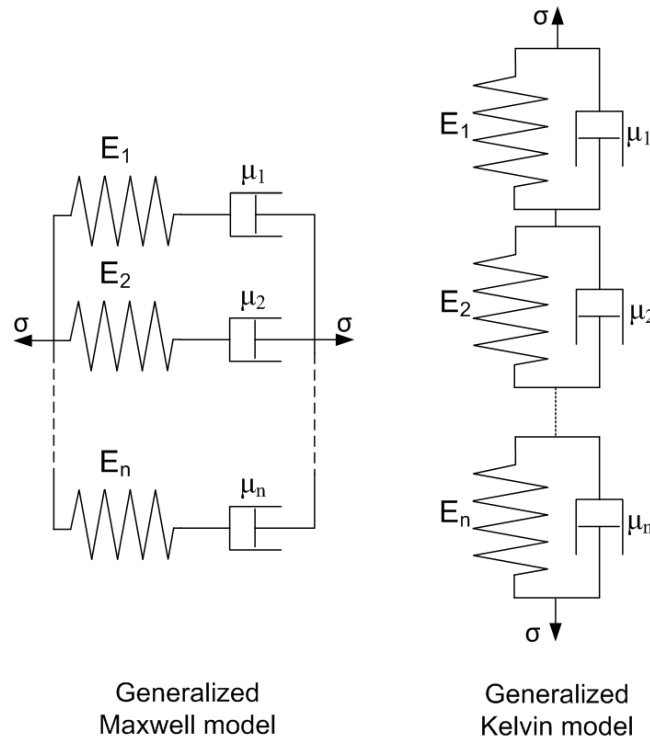 E₁
μ₁
E₂
μ₂
σ
σ
Eₙ
μₙ
Generalized
Maxwell model
σ
E₁
μ₁
E₂
μ₂
Eₙ
μₙ
σ
Generalized
Kelvin model